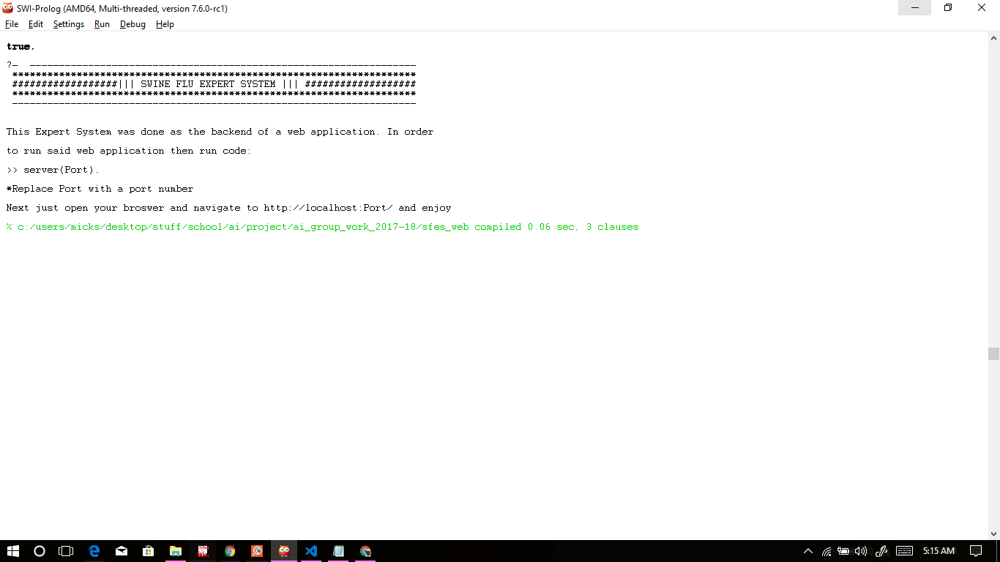 SWI-Prolog (AMD64, Multi-threaded, version 7.6.0-rc1)
File Edit Settings Run Debug Help
true.
?-  ------------------------------------------------------------------
*********************************************************************
##################||| SWINE FLU EXPERT SYSTEM ||| ###################
*********************************************************************
---------------------------------------------------------------------
This Expert System was done as the backend of a web application. In order
to run said web application then run code:
>> server(Port).
*Replace Port with a port number
Next just open your broswer and navigate to http://localhost:Port/ and enjoy
% c:/users/micks/desktop/stuff/school/ai/project/ai_group_work_2017-18/sfes_web compiled 0.06 sec, 3 clauses
5:15 AM